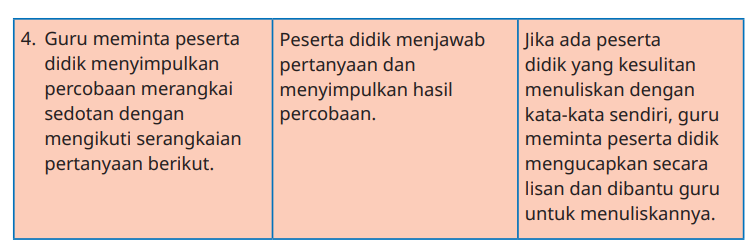 4. Guru meminta peserta
didik menyimpulkan
percobaan merangkai
sedotan dengan
mengikuti serangkaian
pertanyaan berikut.
Peserta didik menjawab
pertanyaan dan
menyimpulkan hasil
percobaan.
Jika ada peserta
didik yang kesulitan
menuliskan dengan
kata-kata sendiri, guru
meminta peserta didik
mengucapkan secara
lisan dan dibantu guru
untuk menuliskannya.